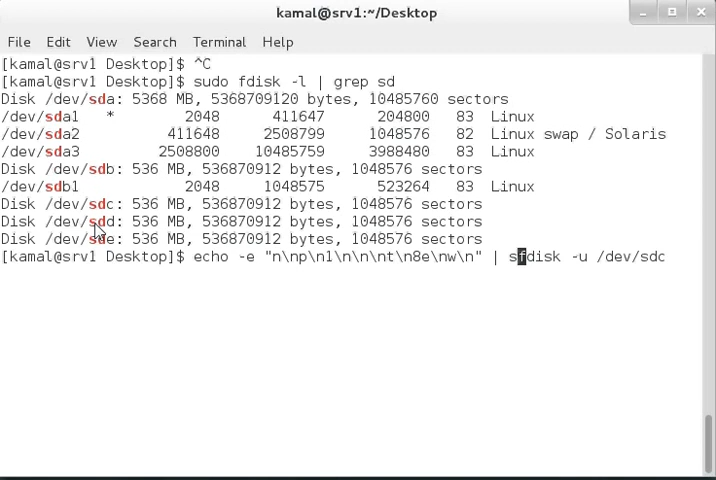 kamal@srv1:~/Desktop
File Edit View Search Terminal Help
[kamal@srv1 Desktop]$ ^C
[kamal@srv1 Desktop]$ sudo fdisk -l | grep sd
Disk /dev/sda: 5368 MB, 5368709120 bytes, 10485760 sectors
/dev/sda1   *        2048      411647      204800   83  Linux
/dev/sda2          411648     2508799     1048576   82  Linux swap / Solaris
/dev/sda3         2508800    10485759     3988480   83  Linux
Disk /dev/sdb: 536 MB, 536870912 bytes, 1048576 sectors
/dev/sdb1            2048     1048575      523264   83  Linux
Disk /dev/sdc: 536 MB, 536870912 bytes, 1048576 sectors
Disk /dev/sdd: 536 MB, 536870912 bytes, 1048576 sectors
Disk /dev/sde: 536 MB, 536870912 bytes, 1048576 sectors
[kamal@srv1 Desktop]$ echo -e "n\np\n1\n\n\nt\n8e\nw\n" | sfdisk -u /dev/sdc